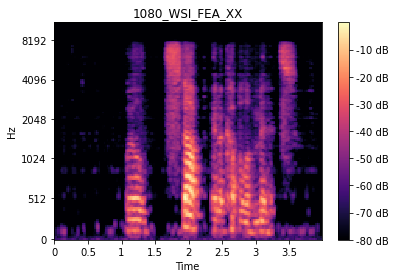 1080_WSI_FEA_XX
8192
4096
2048
1024
512
0
Hz
0 0.5 1 1.5 2 2.5 3 3.5
Time
-10 dB
-20 dB
-30 dB
-40 dB
-50 dB
-60 dB
-70 dB
-80 dB